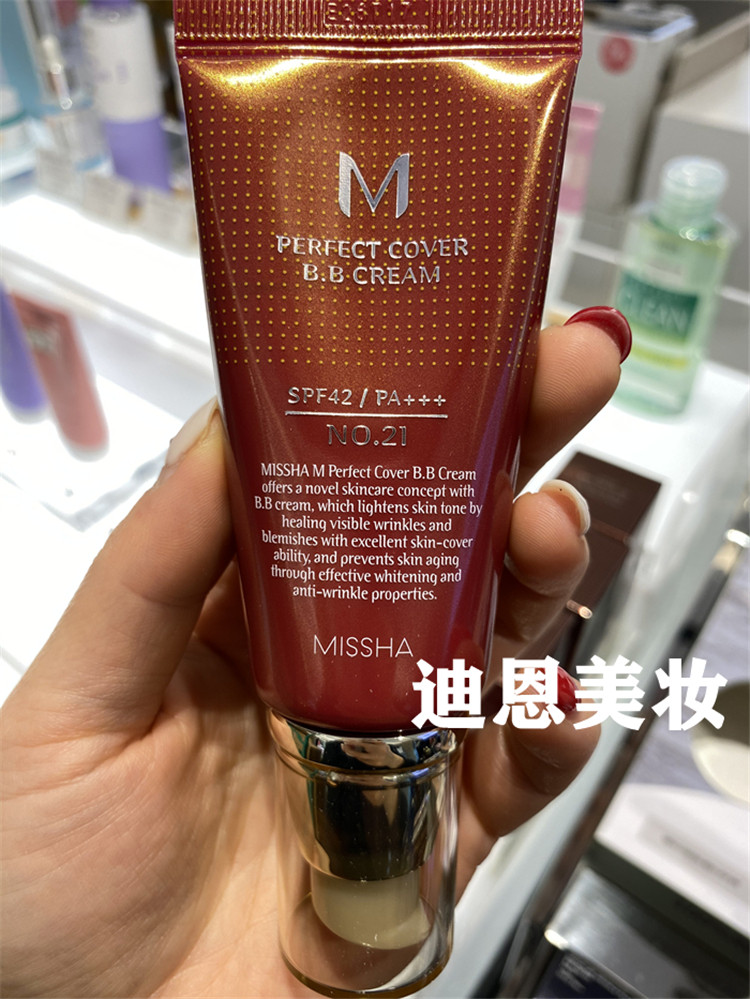 M
PERFECT COVER
B.B CREAM
SPF42 / PA+++
NO.21
MISSHA M Perfect Cover B.B Cream
offers a novel skincare concept with
B.B cream, which lightens skin tone by
healing visible wrinkles and
blemishes with excellent skin-cover
ability, and prevents skin aging
through effective whitening and
anti-wrinkle properties.
MISSHA
迪恩美妆
CLEAN